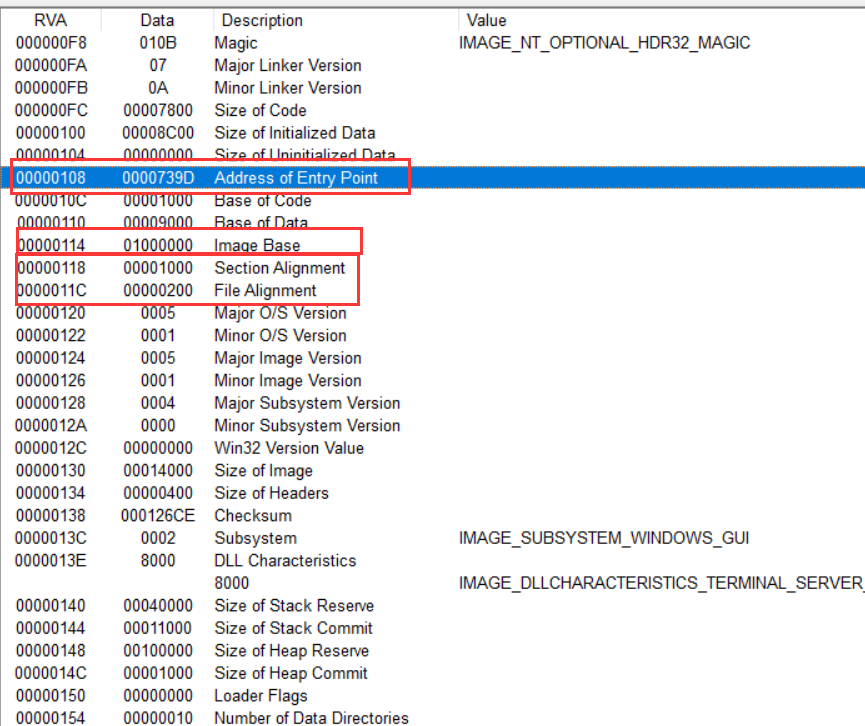 RVA Data Description Value
000000F8 010B Magic IMAGE_NT_OPTIONAL_HDR32_MAGIC
000000FA 07 Major Linker Version
000000FB 0A Minor Linker Version
000000FC 00007800 Size of Code
00000100 00008C00 Size of Initialized Data
00000104 00000000 Size of Uninitialized Data
00000108 0000739D Address of Entry Point
0000010C 00001000 Base of Code
00000110 00009000 Base of Data
00000114 01000000 Image Base
00000118 00001000 Section Alignment
0000011C 00000200 File Alignment
00000120 0005 Major O/S Version
00000122 0001 Minor O/S Version
00000124 0005 Major Image Version
00000126 0001 Minor Image Version
00000128 0004 Major Subsystem Version
0000012A 0000 Minor Subsystem Version
0000012C 00000000 Win32 Version Value
00000130 00014000 Size of Image
00000134 00000400 Size of Headers
00000138 000126CE Checksum
0000013C 0002 Subsystem IMAGE_SUBSYSTEM_WINDOWS_GUI
0000013E 8000 DLL Characteristics
8000 IMAGE_DLLCHARACTERISTICS_TERMINAL_SERVER_
00000140 00040000 Size of Stack Reserve
00000144 00011000 Size of Stack Commit
00000148 00100000 Size of Heap Reserve
0000014C 00001000 Size of Heap Commit
00000150 00000000 Loader Flags
00000154 00000010 Number of Data Directories